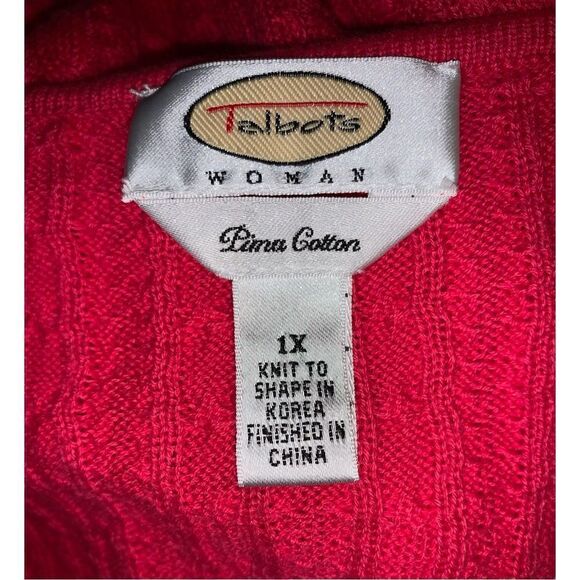 Talbots
WOMAN
Pima Cotton
1X
KNIT TO
SHAPE IN
KOREA
FINISHED IN
CHINA